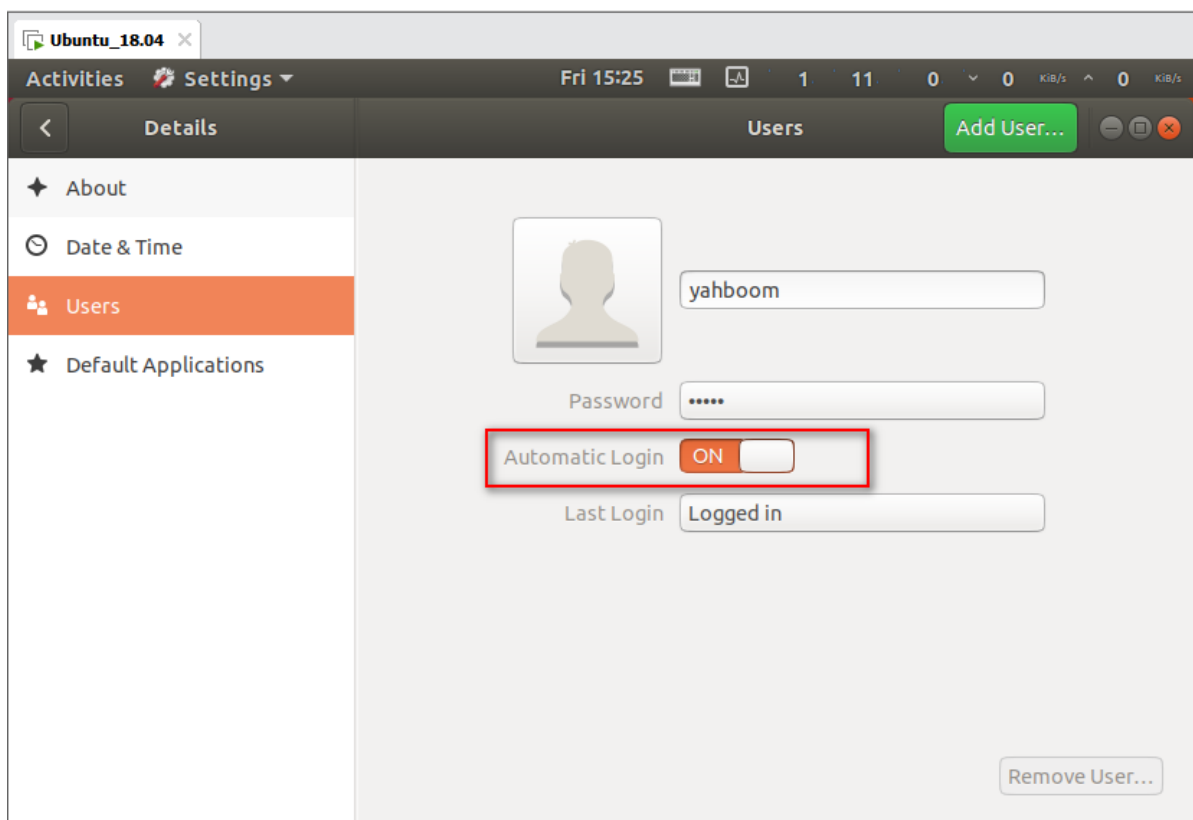 Ubuntu_18.04
Activities Settings Fri 15:25 1 11 0 0 KiB/s 0 KiB/s
Details Users Add User...
About
Date & Time
Users
Default Applications
yahboom
Password •••••
Automatic Login ON
Last Login Logged in
Remove User...